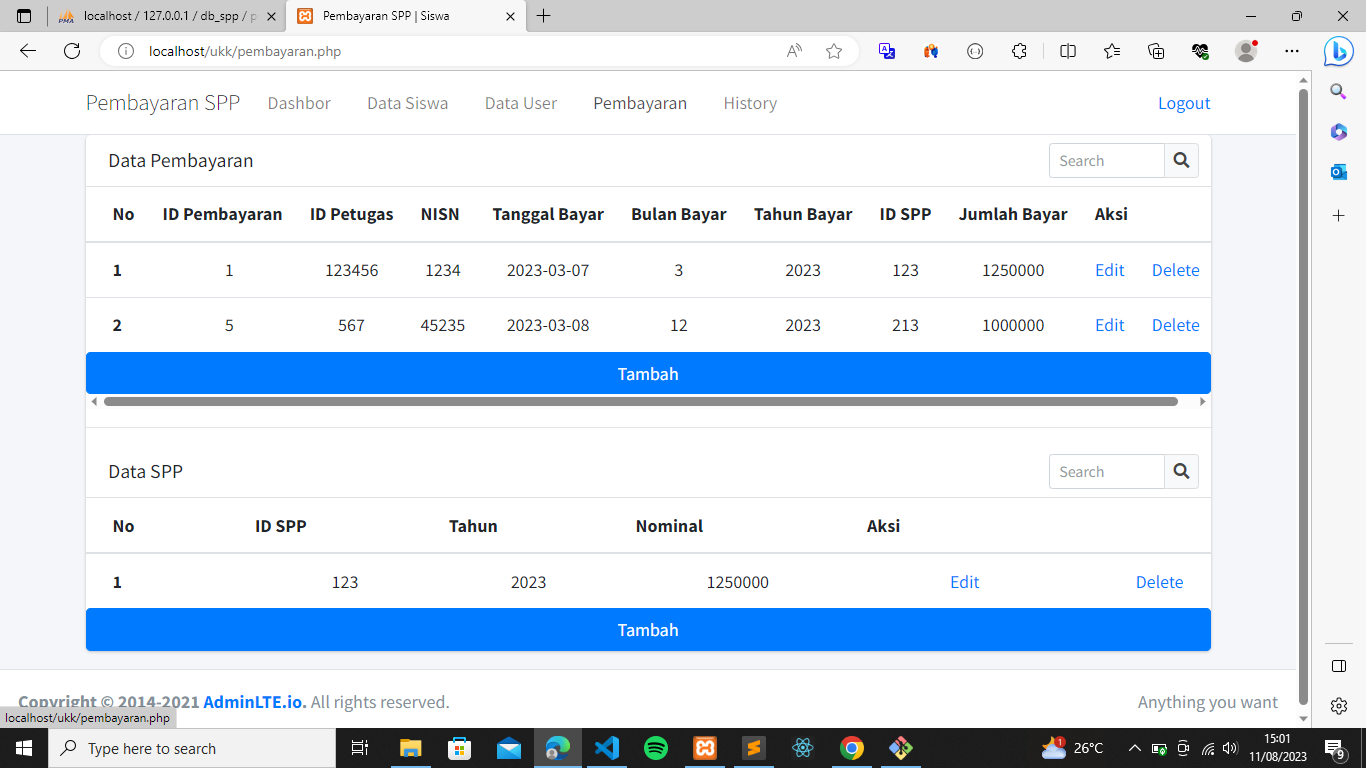 localhost / 127.0.0.1 / db_spp / p
Pembayaran SPP | Siswa
localhost/ukk/pembayaran.php
Pembayaran SPP Dashbor Data Siswa Data User Pembayaran History Logout
Data Pembayaran Search
No ID Pembayaran ID Petugas NISN Tanggal Bayar Bulan Bayar Tahun Bayar ID SPP Jumlah Bayar Aksi
1 1 123456 1234 2023-03-07 3 2023 123 1250000 Edit Delete
2 5 567 45235 2023-03-08 12 2023 213 1000000 Edit Delete
Tambah
Data SPP Search
No ID SPP Tahun Nominal Aksi
1 123 2023 1250000 Edit Delete
Tambah
Copyright © 2014-2021 AdminLTE.io. All rights reserved. Anything you want
localhost/ukk/pembayaran.php
Type here to search
1 26°C
15:01
11/08/2023
9